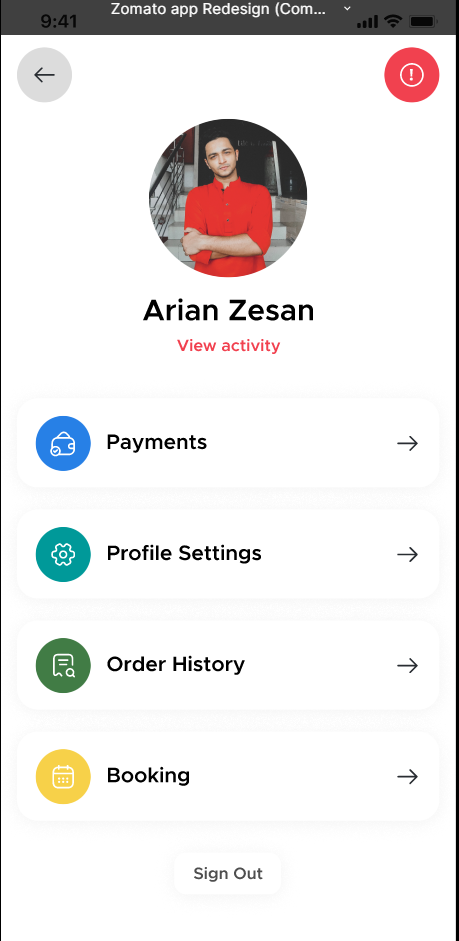 Zomato app Redesign (Com...
9:41
Arian Zesan
View activity
Payments
Profile Settings
Order History
Booking
Sign Out